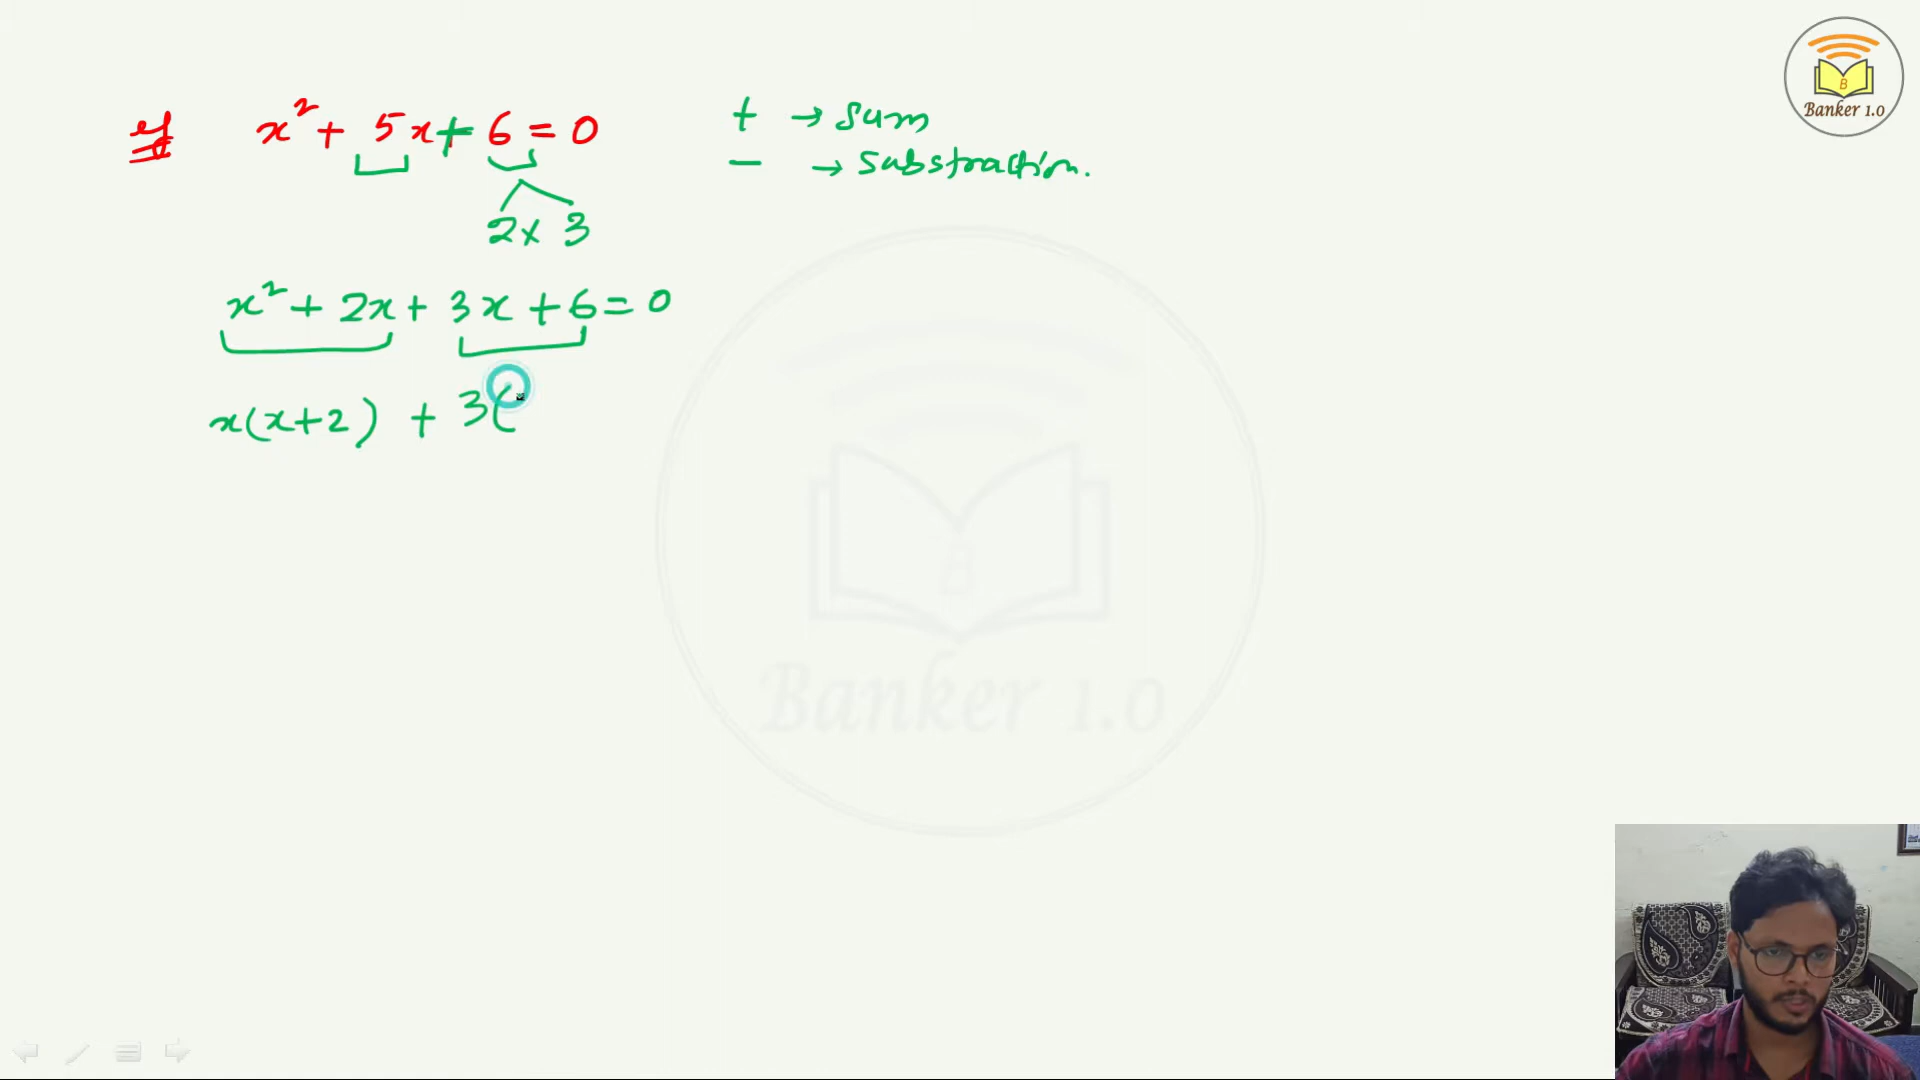 x² + 5x + 6 = 0
+ → Sum
− → Substraction.
2 x 3
x² + 2x + 3x + 6 = 0
x(x+2) + 3(
Banker 1.0
B
Banker 1.0